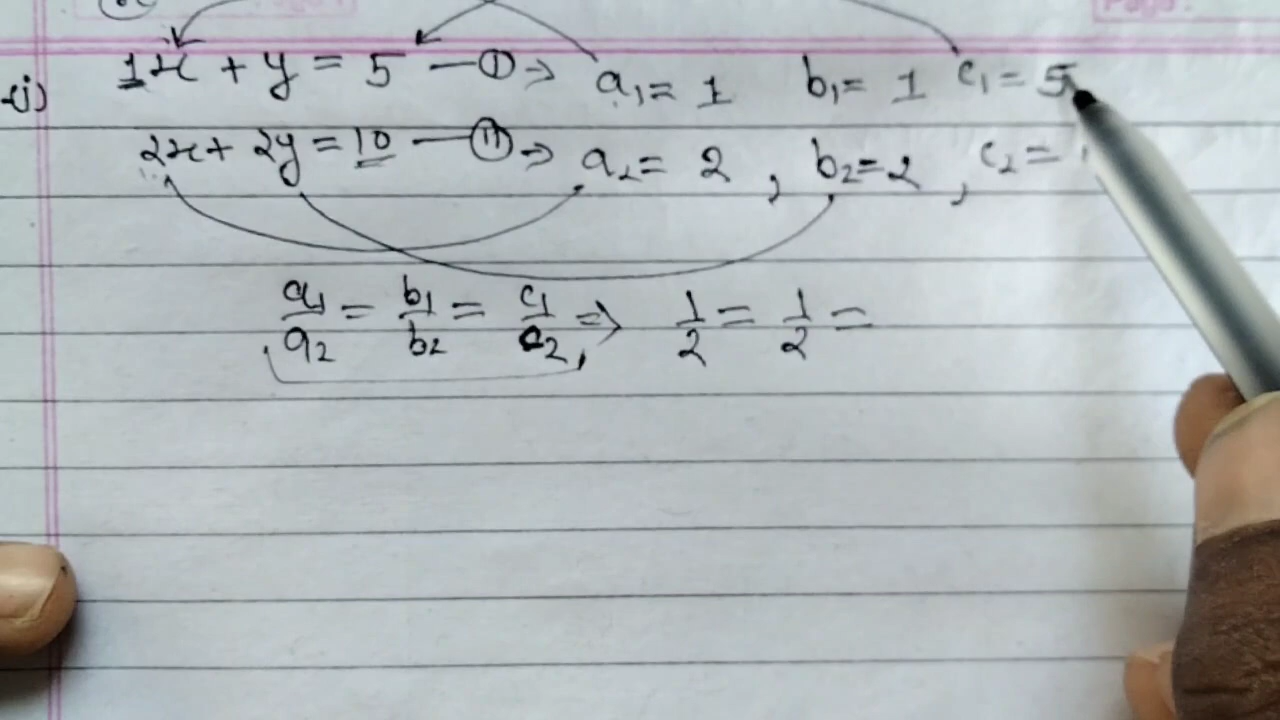 (i) 1x + y = 5 — (I) ⇒ a₁ = 1 b₁ = 1 c₁ = 5
2x + 2y = 10 — (II) ⇒ a₂ = 2 , b₂ = 2 , c₂ =
a₁/a₂ = b₁/b₂ = c₁/c₂ ⇒ 1/2 = 1/2 =